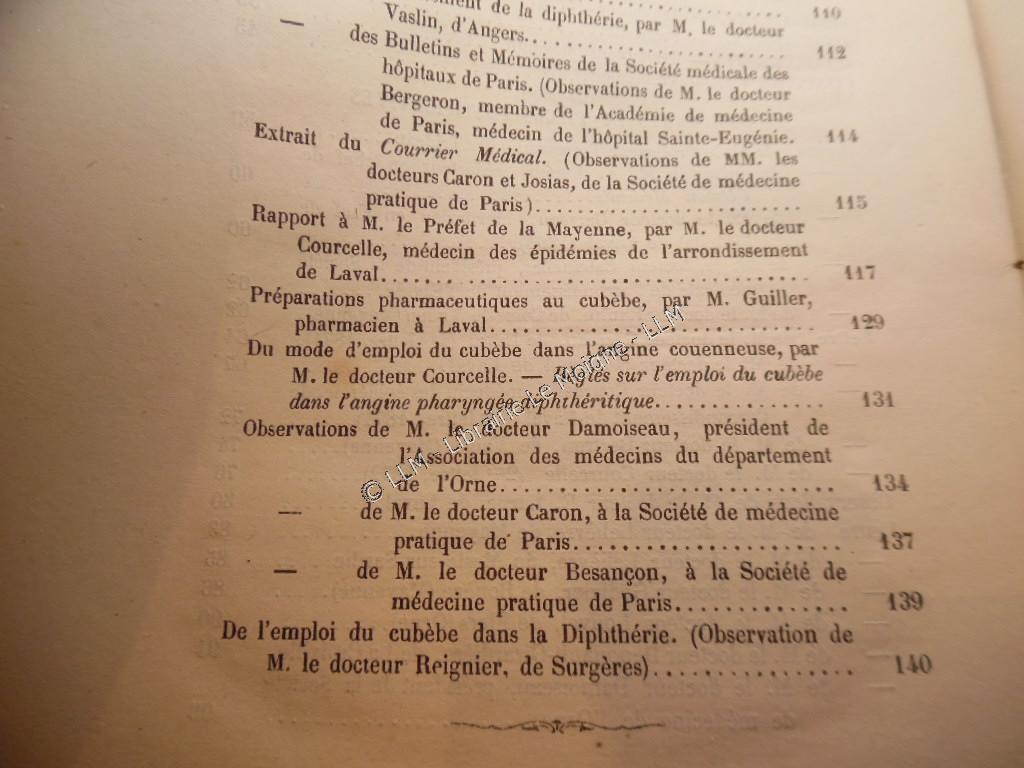 de la diphthérie, par M. le docteur
Vaslin, d'Angers..................... 112
— des Bulletins et Mémoires de la Société médicale des
hôpitaux de Paris. (Observations de M. le docteur
Bergeron, membre de l'Académie de médecine
de Paris, médecin de l'hôpital Sainte-Eugénie. 114
Extrait du Courrier Médical. (Observations de MM. les
docteurs Caron et Josias, de la Société de médecine
pratique de Paris)........................ 115
Rapport à M. le Préfet de la Mayenne, par M. le docteur
Courcelle, médecin des épidémies de l'arrondissement
de Laval.................................. 117
Préparations pharmaceutiques au cubèbe, par M. Guiller,
pharmacien à Laval......................... 129
Du mode d'emploi du cubèbe dans l'angine couenneuse, par
M. le docteur Courcelle. — Règles sur l'emploi du cubèbe
dans l'angine pharyngée diphthéritique.............. 131
Observations de M. le docteur Damoiseau, président de
l'Association des médecins du département
de l'Orne............................. 134
— de M. le docteur Caron, à la Société de médecine
pratique de Paris....................... 137
— de M. le docteur Besançon, à la Société de
médecine pratique de Paris.............. 139
De l'emploi du cubèbe dans la Diphthérie. (Observation de
M. le docteur Reignier, de Surgères)................ 140
© LLM - Librairie Le Moigne - LLM